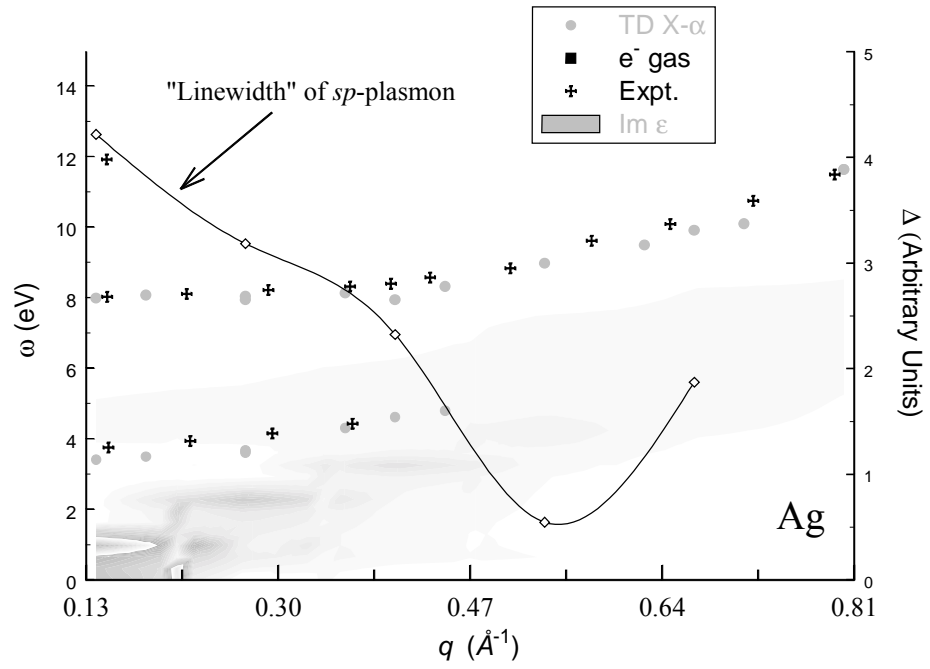 TD X-α
e⁻ gas
Expt.
Im ε
"Linewidth" of sp-plasmon
14
12
10
8
6
4
2
0
ω (eV)
5
4
3
2
1
0
Δ (Arbitrary Units)
Ag
0.13 0.30 0.47 0.64 0.81
q (Å⁻¹)